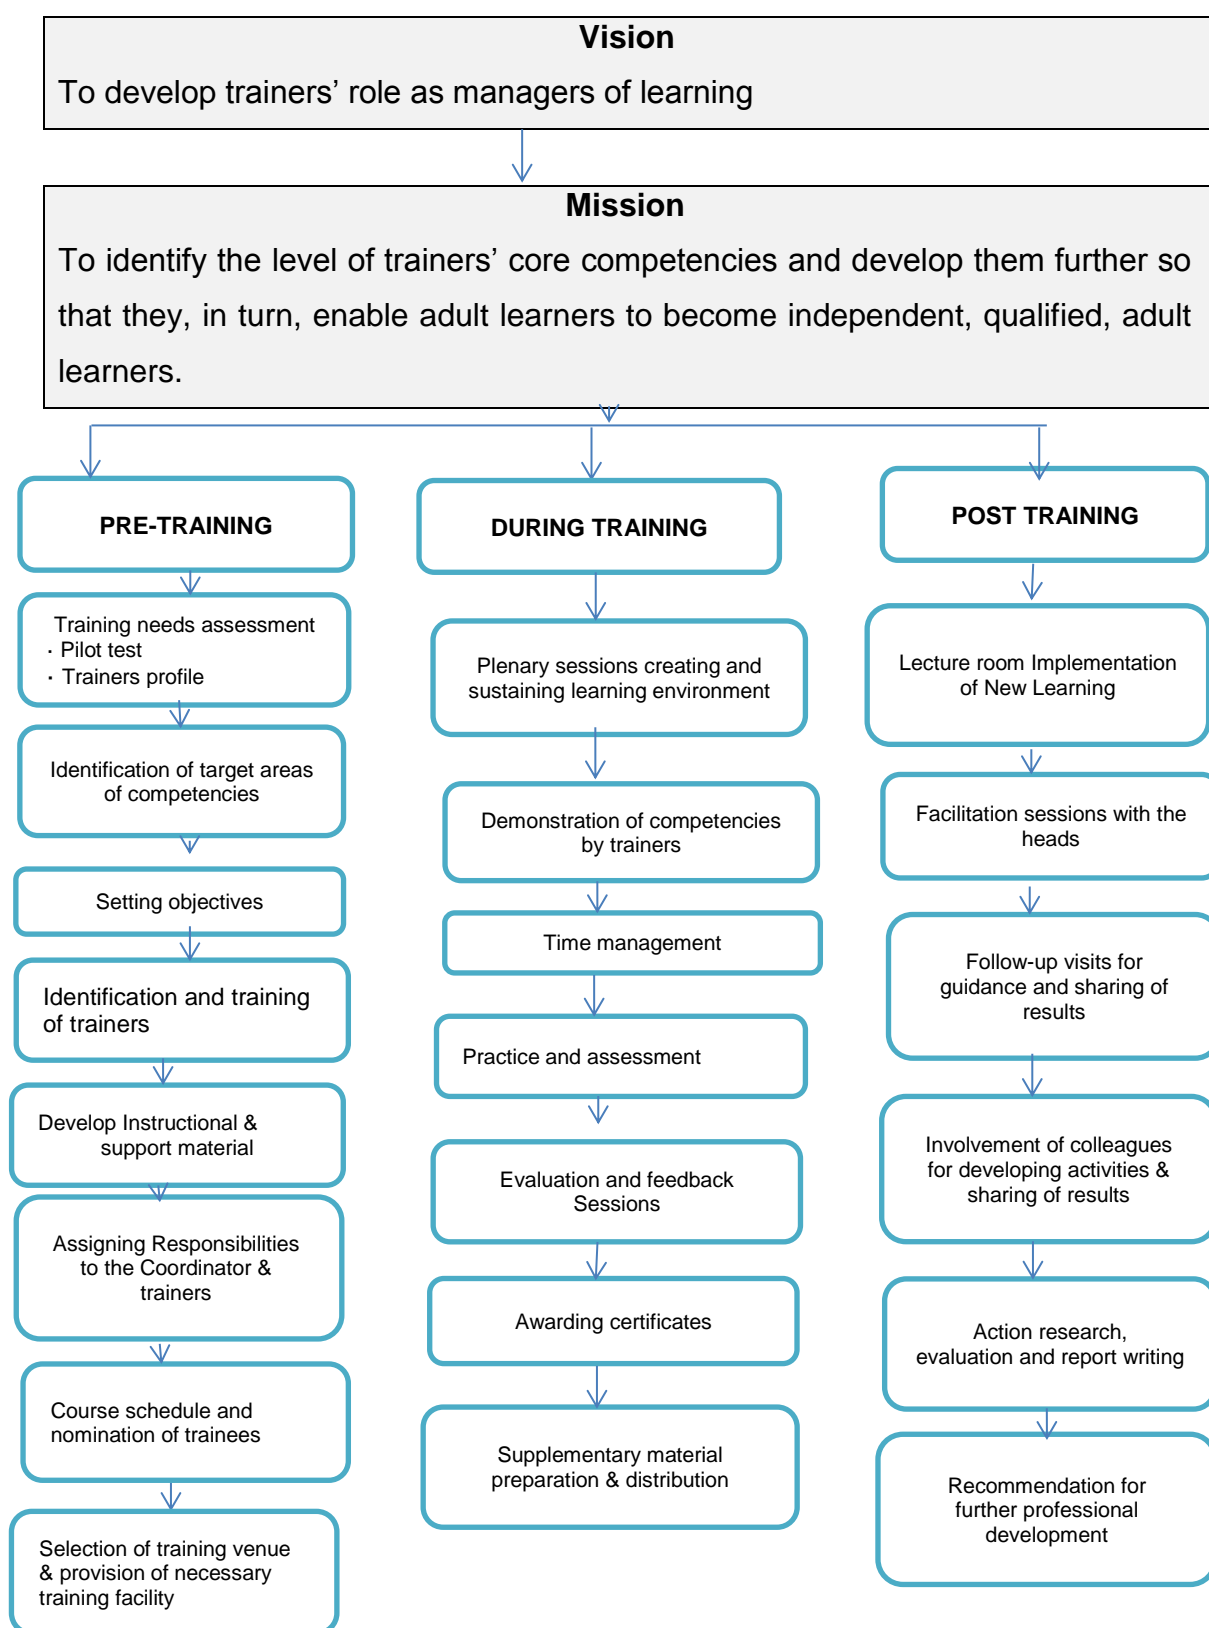 Vision
To develop trainers’ role as managers of learning
Mission
To identify the level of trainers’ core competencies and develop them further so
that they, in turn, enable adult learners to become independent, qualified, adult
learners.
PRE-TRAINING
Training needs assessment
· Pilot test
· Trainers profile
Identification of target areas
of competencies
Setting objectives
Identification and training
of trainers
Develop Instructional &
support material
Assigning Responsibilities
to the Coordinator &
trainers
Course schedule and
nomination of trainees
Selection of training venue
& provision of necessary
training facility
DURING TRAINING
Plenary sessions creating and
sustaining learning environment
Demonstration of competencies
by trainers
Time management
Practice and assessment
Evaluation and feedback
Sessions
Awarding certificates
Supplementary material
preparation & distribution
POST TRAINING
Lecture room Implementation
of New Learning
Facilitation sessions with the
heads
Follow-up visits for
guidance and sharing of
results
Involvement of colleagues
for developing activities &
sharing of results
Action research,
evaluation and report writing
Recommendation for
further professional
development